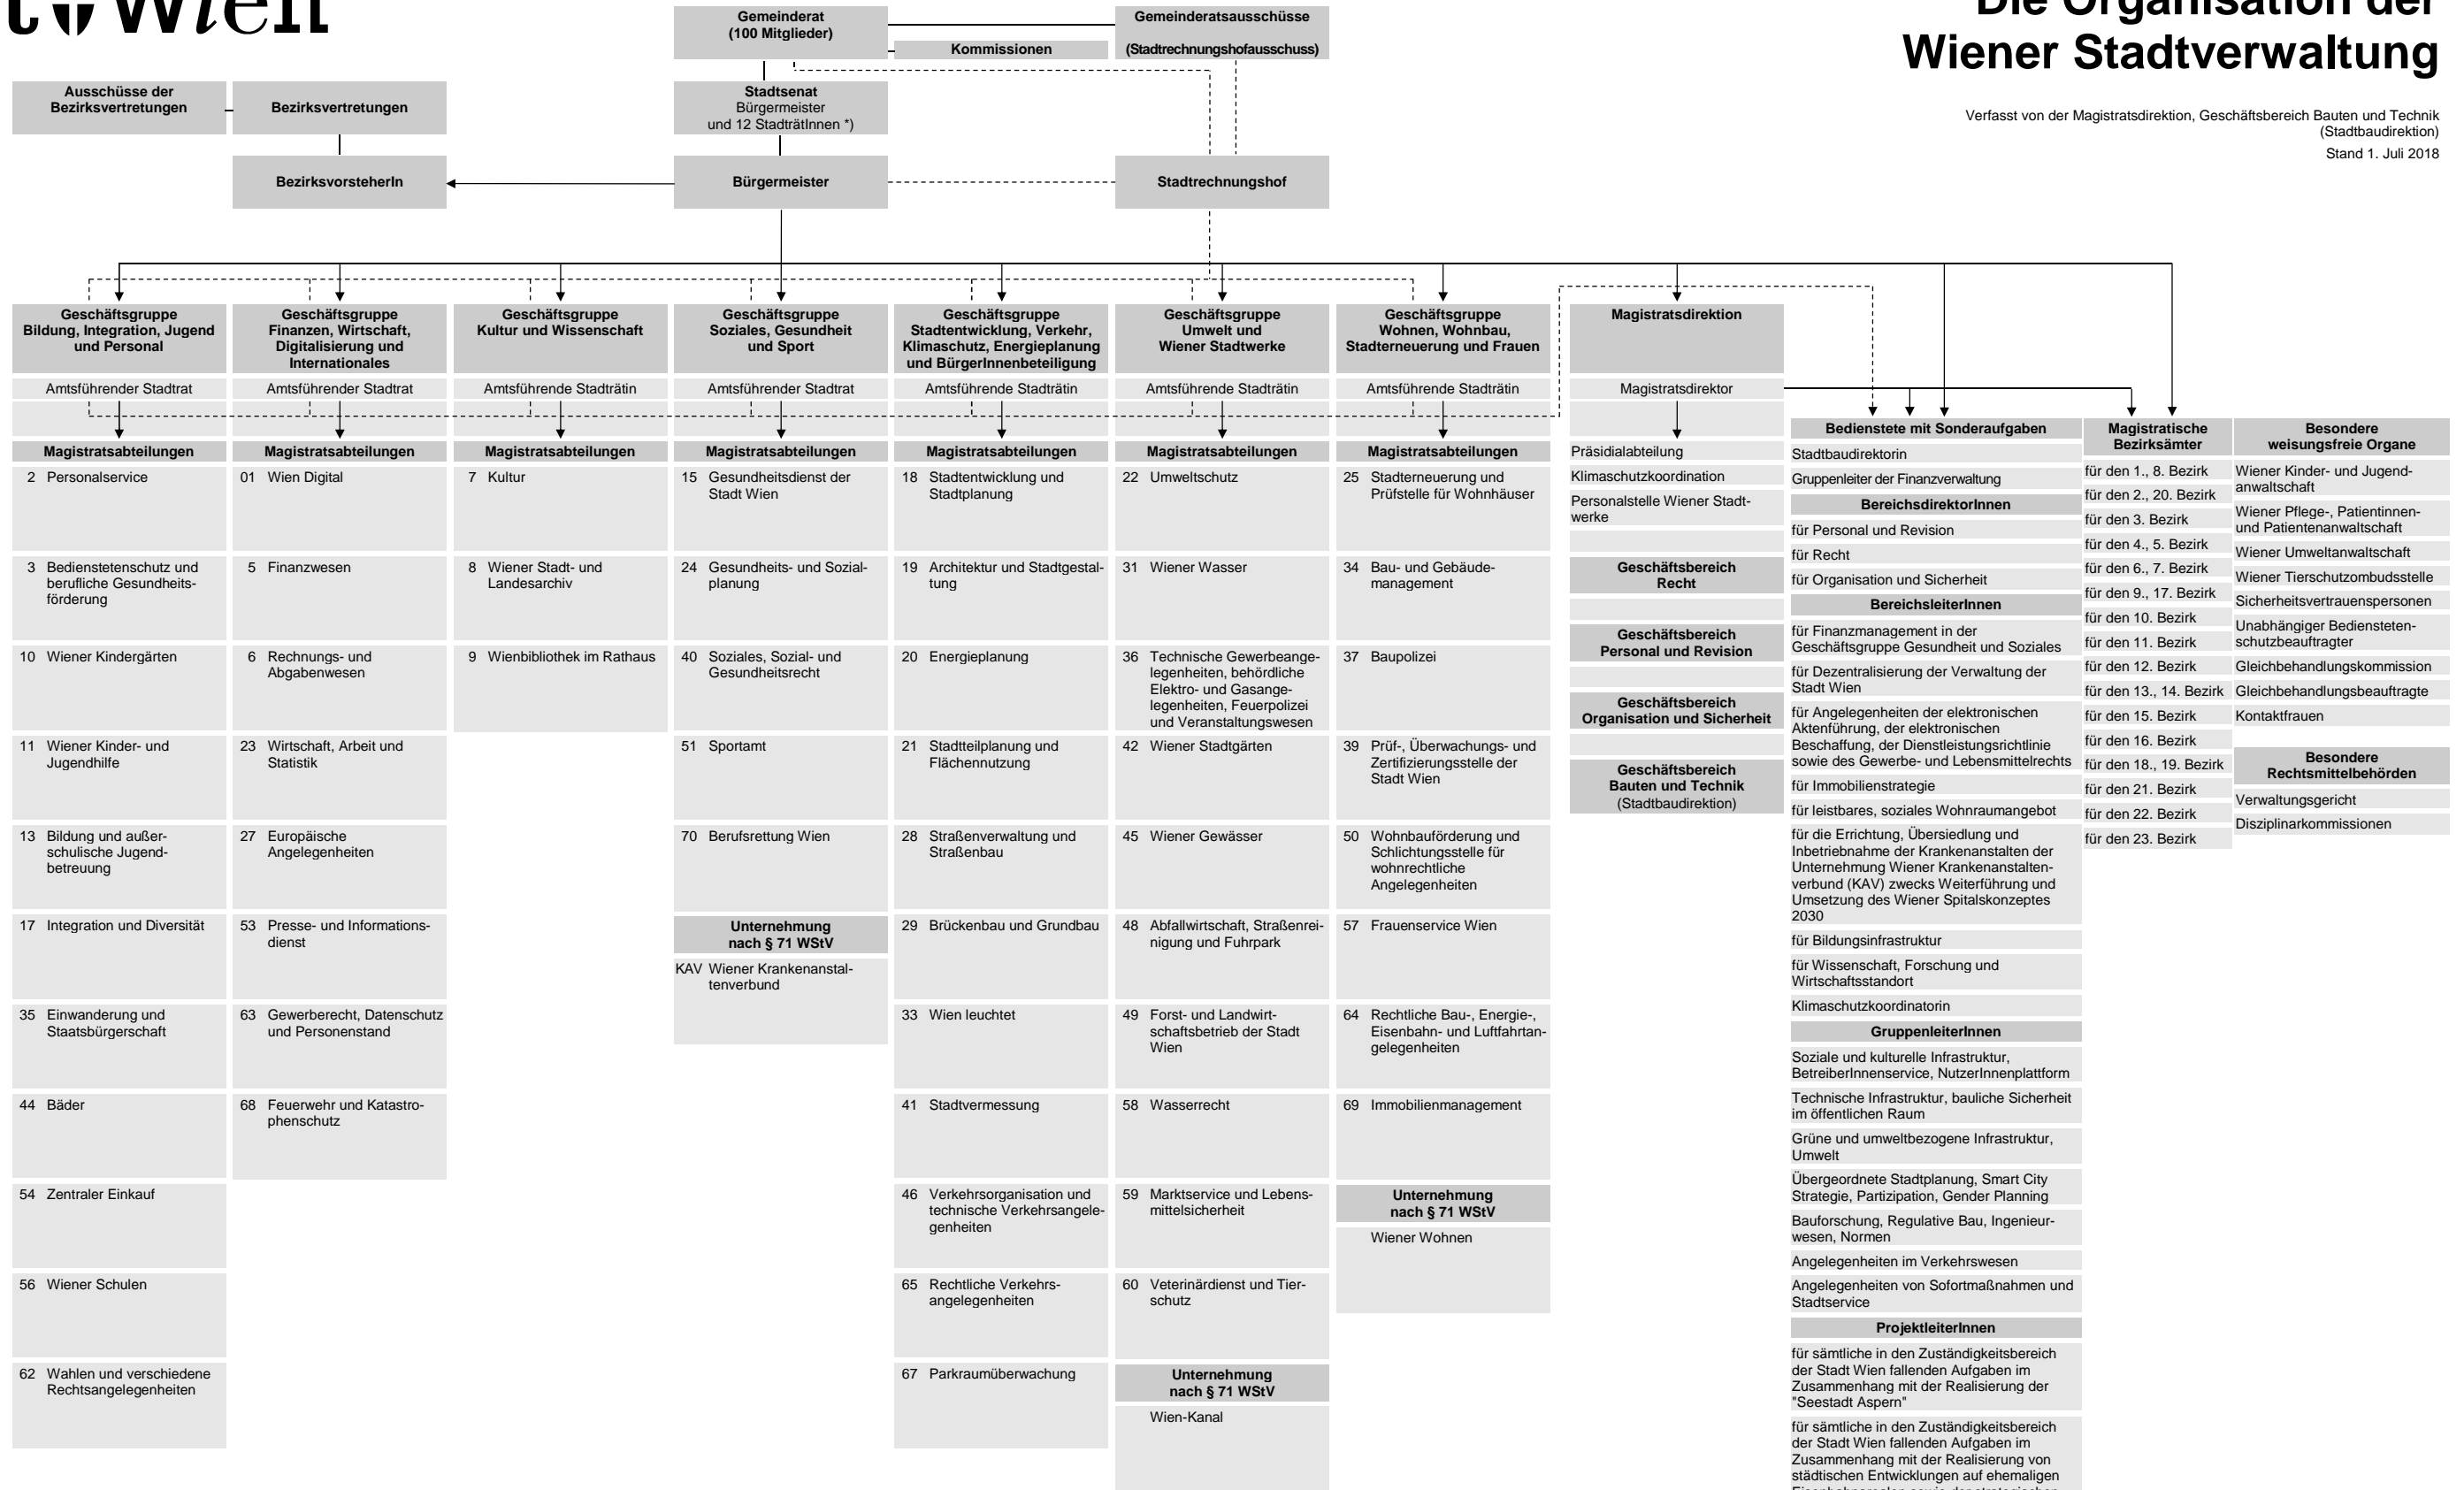 t Wien
Die Organisation der
Wiener Stadtverwaltung
Verfasst von der Magistratsdirektion, Geschäftsbereich Bauten und Technik
(Stadtbaudirektion)
Stand 1. Juli 2018
Gemeinderat
(100 Mitglieder)
Kommissionen
Gemeinderatsausschüsse
(Stadtrechnungshofausschuss)
Ausschüsse der
Bezirksvertretungen
Bezirksvertretungen
Stadtsenat
Bürgermeister
und 12 StadträtInnen *)
BezirksvorsteherIn
Bürgermeister
Stadtrechnungshof
Geschäftsgruppe
Bildung, Integration, Jugend
und Personal
Amtsführender Stadtrat
Magistratsabteilungen
2 Personalservice
3 Bedienstetenschutz und
berufliche Gesundheits-
förderung
10 Wiener Kindergärten
11 Wiener Kinder- und
Jugendhilfe
13 Bildung und außer-
schulische Jugend-
betreuung
17 Integration und Diversität
35 Einwanderung und
Staatsbürgerschaft
44 Bäder
54 Zentraler Einkauf
56 Wiener Schulen
62 Wahlen und verschiedene
Rechtsangelegenheiten
Geschäftsgruppe
Finanzen, Wirtschaft,
Digitalisierung und
Internationales
Amtsführender Stadtrat
Magistratsabteilungen
01 Wien Digital
5 Finanzwesen
6 Rechnungs- und
Abgabenwesen
23 Wirtschaft, Arbeit und
Statistik
27 Europäische
Angelegenheiten
53 Presse- und Informations-
dienst
63 Gewerberecht, Datenschutz
und Personenstand
68 Feuerwehr und Katastro-
phenschutz
Geschäftsgruppe
Kultur und Wissenschaft
Amtsführende Stadträtin
Magistratsabteilungen
7 Kultur
8 Wiener Stadt- und
Landesarchiv
9 Wienbibliothek im Rathaus
Geschäftsgruppe
Soziales, Gesundheit
und Sport
Amtsführender Stadtrat
Magistratsabteilungen
15 Gesundheitsdienst der
Stadt Wien
24 Gesundheits- und Sozial-
planung
40 Soziales, Sozial- und
Gesundheitsrecht
51 Sportamt
70 Berufsrettung Wien
Unternehmung
nach § 71 WStV
KAV Wiener Krankenanstal-
tenverbund
Geschäftsgruppe
Stadtentwicklung, Verkehr,
Klimaschutz, Energieplanung
und BürgerInnenbeteiligung
Amtsführende Stadträtin
Magistratsabteilungen
18 Stadtentwicklung und
Stadtplanung
19 Architektur und Stadtgestal-
tung
20 Energieplanung
21 Stadtteilplanung und
Flächennutzung
28 Straßenverwaltung und
Straßenbau
29 Brückenbau und Grundbau
33 Wien leuchtet
41 Stadtvermessung
46 Verkehrsorganisation und
technische Verkehrsangele-
genheiten
65 Rechtliche Verkehrs-
angelegenheiten
67 Parkraumüberwachung
Geschäftsgruppe
Umwelt und
Wiener Stadtwerke
Amtsführende Stadträtin
Magistratsabteilungen
22 Umweltschutz
31 Wiener Wasser
36 Technische Gewerbeange-
legenheiten, behördliche
Elektro- und Gasange-
legenheiten, Feuerpolizei
und Veranstaltungswesen
42 Wiener Stadtgärten
45 Wiener Gewässer
48 Abfallwirtschaft, Straßenrei-
nigung und Fuhrpark
49 Forst- und Landwirt-
schaftsbetrieb der Stadt
Wien
58 Wasserrecht
59 Marktservice und Lebens-
mittelsicherheit
60 Veterinärdienst und Tier-
schutz
Unternehmung
nach § 71 WStV
Wien-Kanal
Geschäftsgruppe
Wohnen, Wohnbau,
Stadterneuerung und Frauen
Amtsführende Stadträtin
Magistratsabteilungen
25 Stadterneuerung und
Prüfstelle für Wohnhäuser
34 Bau- und Gebäude-
management
37 Baupolizei
39 Prüf-, Überwachungs- und
Zertifizierungsstelle der
Stadt Wien
50 Wohnbauförderung und
Schlichtungsstelle für
wohnrechtliche
Angelegenheiten
57 Frauenservice Wien
64 Rechtliche Bau-, Energie-,
Eisenbahn- und Luftfahrtan-
gelegenheiten
69 Immobilienmanagement
Unternehmung
nach § 71 WStV
Wiener Wohnen
Magistratsdirektion
Magistratsdirektor
Präsidialabteilung
Klimaschutzkoordination
Personalstelle Wiener Stadt-
werke
Geschäftsbereich
Recht
Geschäftsbereich
Personal und Revision
Geschäftsbereich
Organisation und Sicherheit
Geschäftsbereich
Bauten und Technik
(Stadtbaudirektion)
Bedienstete mit Sonderaufgaben
Stadtbaudirektorin
Gruppenleiter der Finanzverwaltung
BereichsdirektorInnen
für Personal und Revision
für Recht
für Organisation und Sicherheit
BereichsleiterInnen
für Finanzmanagement in der
Geschäftsgruppe Gesundheit und Soziales
für Dezentralisierung der Verwaltung der
Stadt Wien
für Angelegenheiten der elektronischen
Aktenführung, der elektronischen
Beschaffung, der Dienstleistungsrichtlinie
sowie des Gewerbe- und Lebensmittelrechts
für Immobilienstrategie
für leistbares, soziales Wohnraumangebot
für die Errichtung, Übersiedlung und
Inbetriebnahme der Krankenanstalten der
Unternehmung Wiener Krankenanstalten-
verbund (KAV) zwecks Weiterführung und
Umsetzung des Wiener Spitalskonzeptes
2030
für Bildungsinfrastruktur
für Wissenschaft, Forschung und
Wirtschaftsstandort
Klimaschutzkoordinatorin
GruppenleiterInnen
Soziale und kulturelle Infrastruktur,
BetreiberInnenservice, NutzerInnenplattform
Technische Infrastruktur, bauliche Sicherheit
im öffentlichen Raum
Grüne und umweltbezogene Infrastruktur,
Umwelt
Übergeordnete Stadtplanung, Smart City
Strategie, Partizipation, Gender Planning
Bauforschung, Regulative Bau, Ingenieur-
wesen, Normen
Angelegenheiten im Verkehrswesen
Angelegenheiten von Sofortmaßnahmen und
Stadtservice
ProjektleiterInnen
für sämtliche in den Zuständigkeitsbereich
der Stadt Wien fallenden Aufgaben im
Zusammenhang mit der Realisierung der
"Seestadt Aspern"
für sämtliche in den Zuständigkeitsbereich
der Stadt Wien fallenden Aufgaben im
Zusammenhang mit der Realisierung von
städtischen Entwicklungen auf ehemaligen
Magistratische
Bezirksämter
für den 1., 8. Bezirk
für den 2., 20. Bezirk
für den 3. Bezirk
für den 4., 5. Bezirk
für den 6., 7. Bezirk
für den 9., 17. Bezirk
für den 10. Bezirk
für den 11. Bezirk
für den 12. Bezirk
für den 13., 14. Bezirk
für den 15. Bezirk
für den 16. Bezirk
für den 18., 19. Bezirk
für den 21. Bezirk
für den 22. Bezirk
für den 23. Bezirk
Besondere
weisungsfreie Organe
Wiener Kinder- und Jugend-
anwaltschaft
Wiener Pflege-, Patientinnen-
und Patientenanwaltschaft
Wiener Umweltanwaltschaft
Wiener Tierschutzombudsstelle
Sicherheitsvertrauenspersonen
Unabhängiger Bediensteten-
schutzbeauftragter
Gleichbehandlungskommission
Gleichbehandlungsbeauftragte
Kontaktfrauen
Besondere
Rechtsmittelbehörden
Verwaltungsgericht
Disziplinarkommissionen